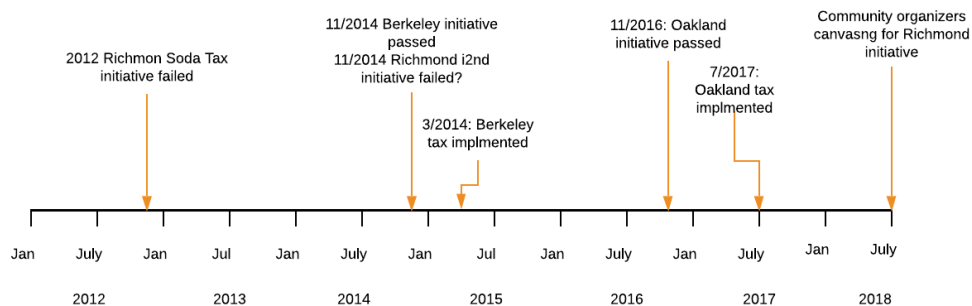 2012 Richmon Soda Tax
initiative failed
11/2014 Berkeley initiative
passed
11/2014 Richmond i2nd
initiative failed?
3/2014: Berkeley
tax implmented
11/2016: Oakland
initiative passed
7/2017:
Oakland tax
implmented
Community organizers
canvasng for Richmond
initiative
Jan July Jan Jul Jan July Jan Jul Jan July Jan July Jan July
2012 2013 2014 2015 2016 2017 2018